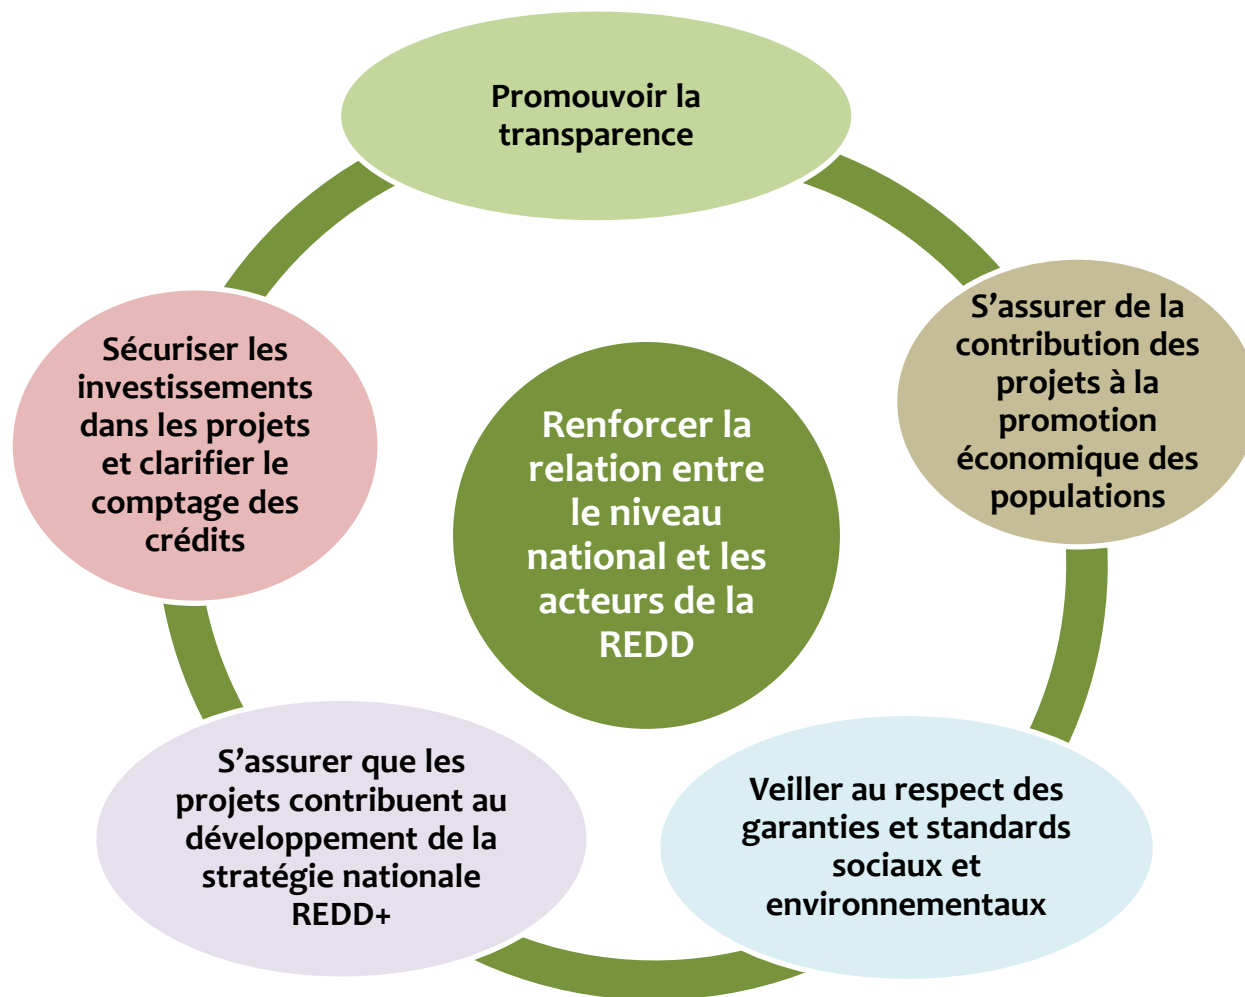 Promouvoir la
transparence
S’assurer de la
contribution des
projets à la
promotion
économique des
populations
Veiller au respect des
garanties et standards
sociaux et
environnementaux
S’assurer que les
projets contribuent au
développement de la
stratégie nationale
REDD+
Sécuriser les
investissements
dans les projets
et clarifier le
comptage des
crédits
Renforcer la
relation entre
le niveau
national et les
acteurs de la
REDD